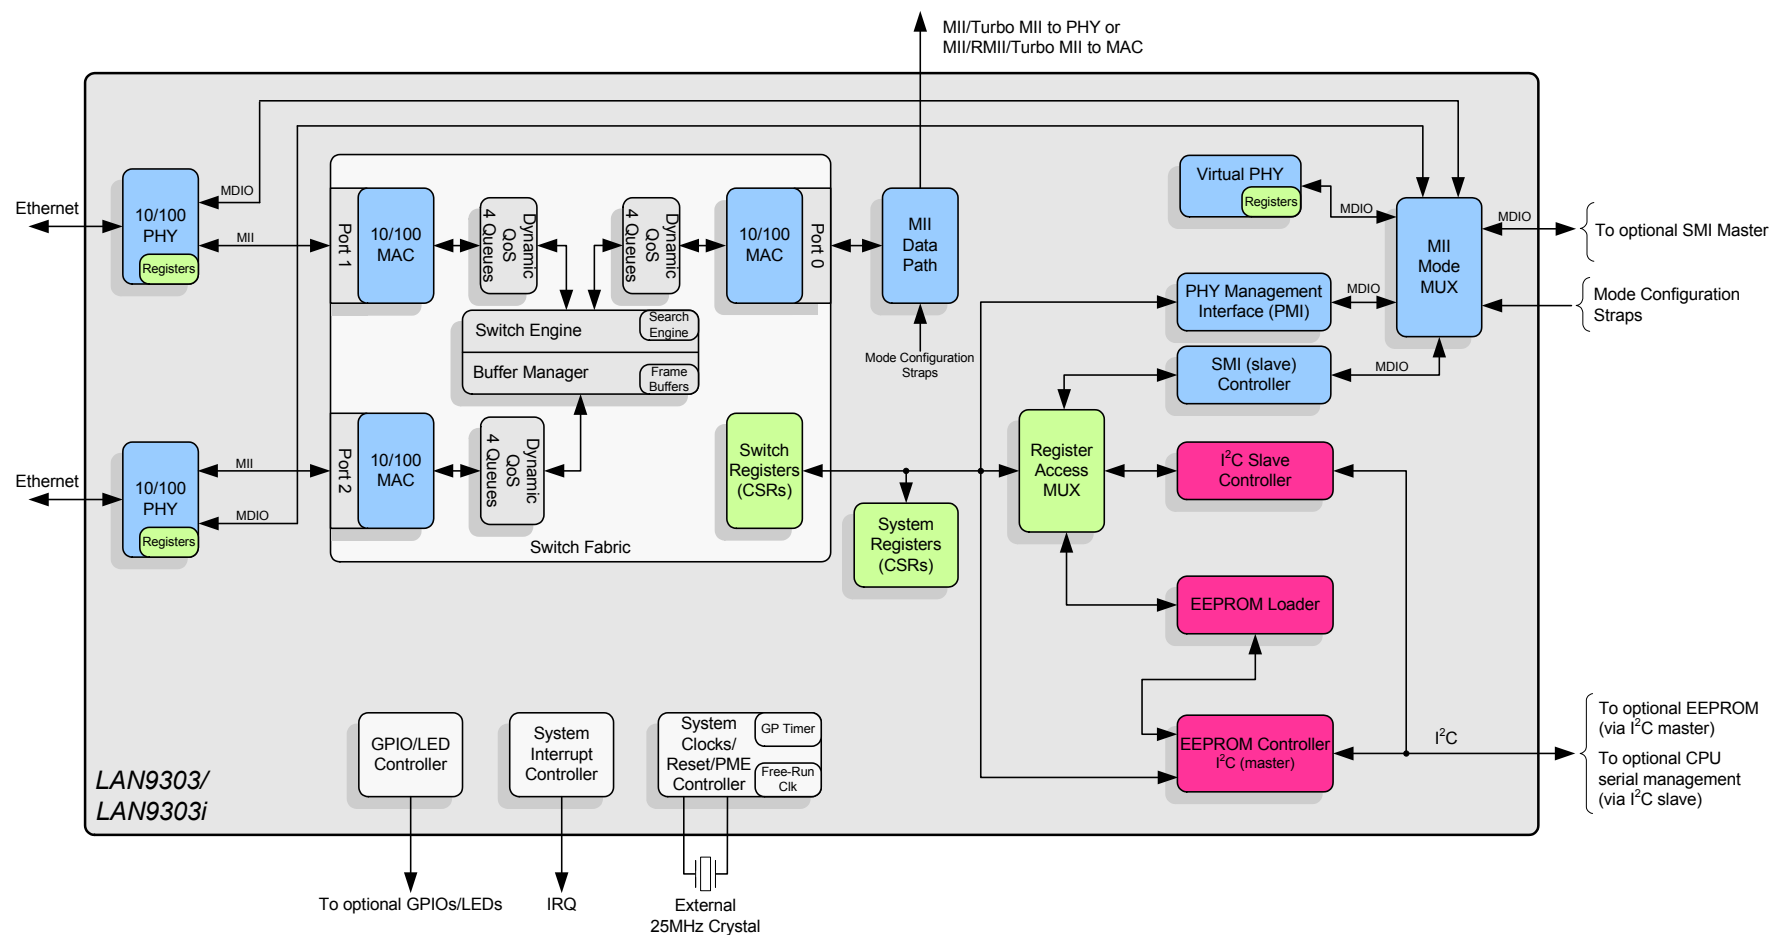 MII/Turbo MII to PHY or
MII/RMII/Turbo MII to MAC
Ethernet
10/100
PHY
Registers
MDIO
MII
Port 1
10/100
MAC
Dynamic
QoS
4 Queues
Dynamic
QoS
4 Queues
10/100
MAC
Port 0
MII
Data
Path
Mode Configuration
Straps
Switch Engine
Search
Engine
Buffer Manager
Frame
Buffers
Virtual PHY
Registers
MDIO
MII
Mode
MUX
MDIO
To optional SMI Master
Mode Configuration
Straps
PHY Management
Interface (PMI)
MDIO
SMI (slave)
Controller
MDIO
Ethernet
10/100
PHY
Registers
MII
MDIO
Port 2
10/100
MAC
Dynamic
QoS
4 Queues
Switch
Registers
(CSRs)
Switch Fabric
System
Registers
(CSRs)
Register
Access
MUX
I²C Slave
Controller
EEPROM Loader
EEPROM Controller
I²C (master)
I²C
To optional EEPROM
(via I²C master)
To optional CPU
serial management
(via I²C slave)
LAN9303/
LAN9303i
GPIO/LED
Controller
System
Interrupt
Controller
System
Clocks/
Reset/PME
Controller
GP Timer
Free-Run
Clk
To optional GPIOs/LEDs
IRQ
External
25MHz Crystal